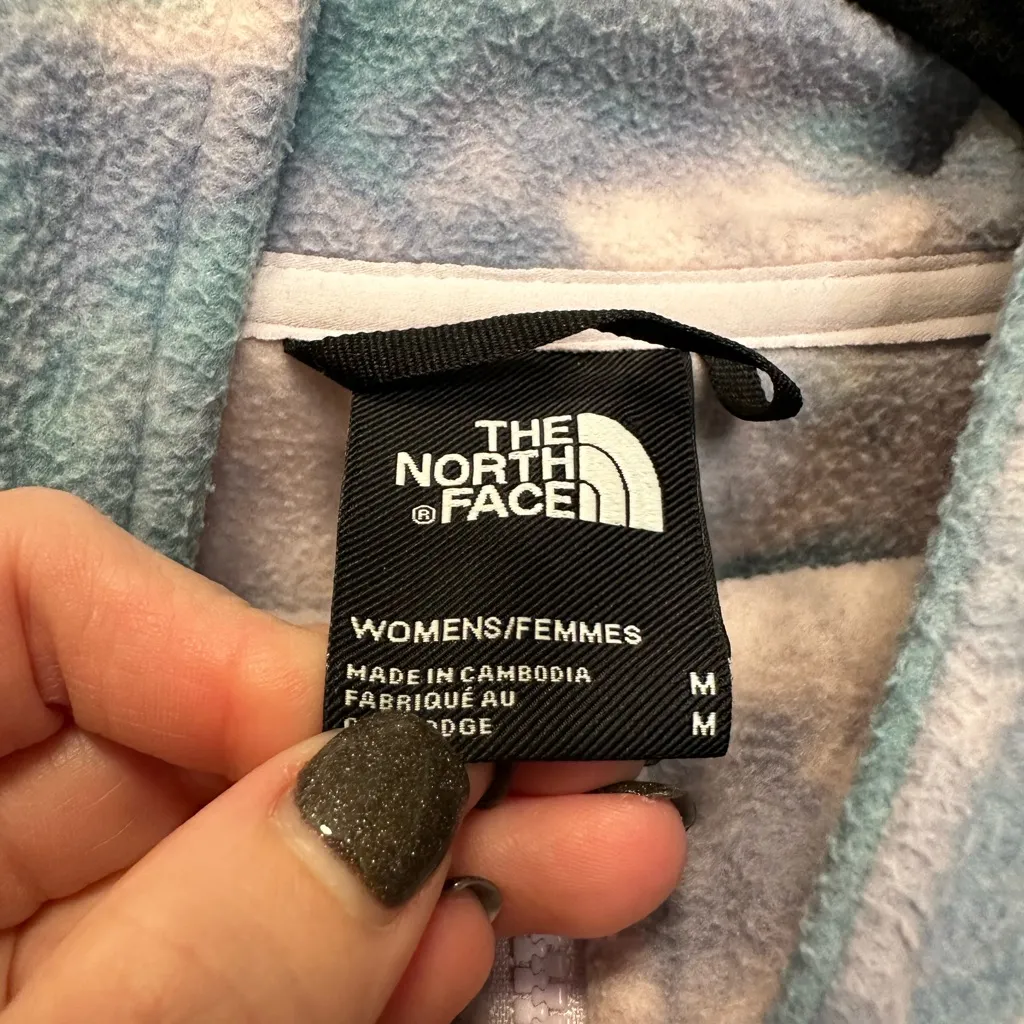 THE
NORTH
® FACE
WOMENS/FEMMES
MADE IN CAMBODIA M
FABRIQUÉ AU
M